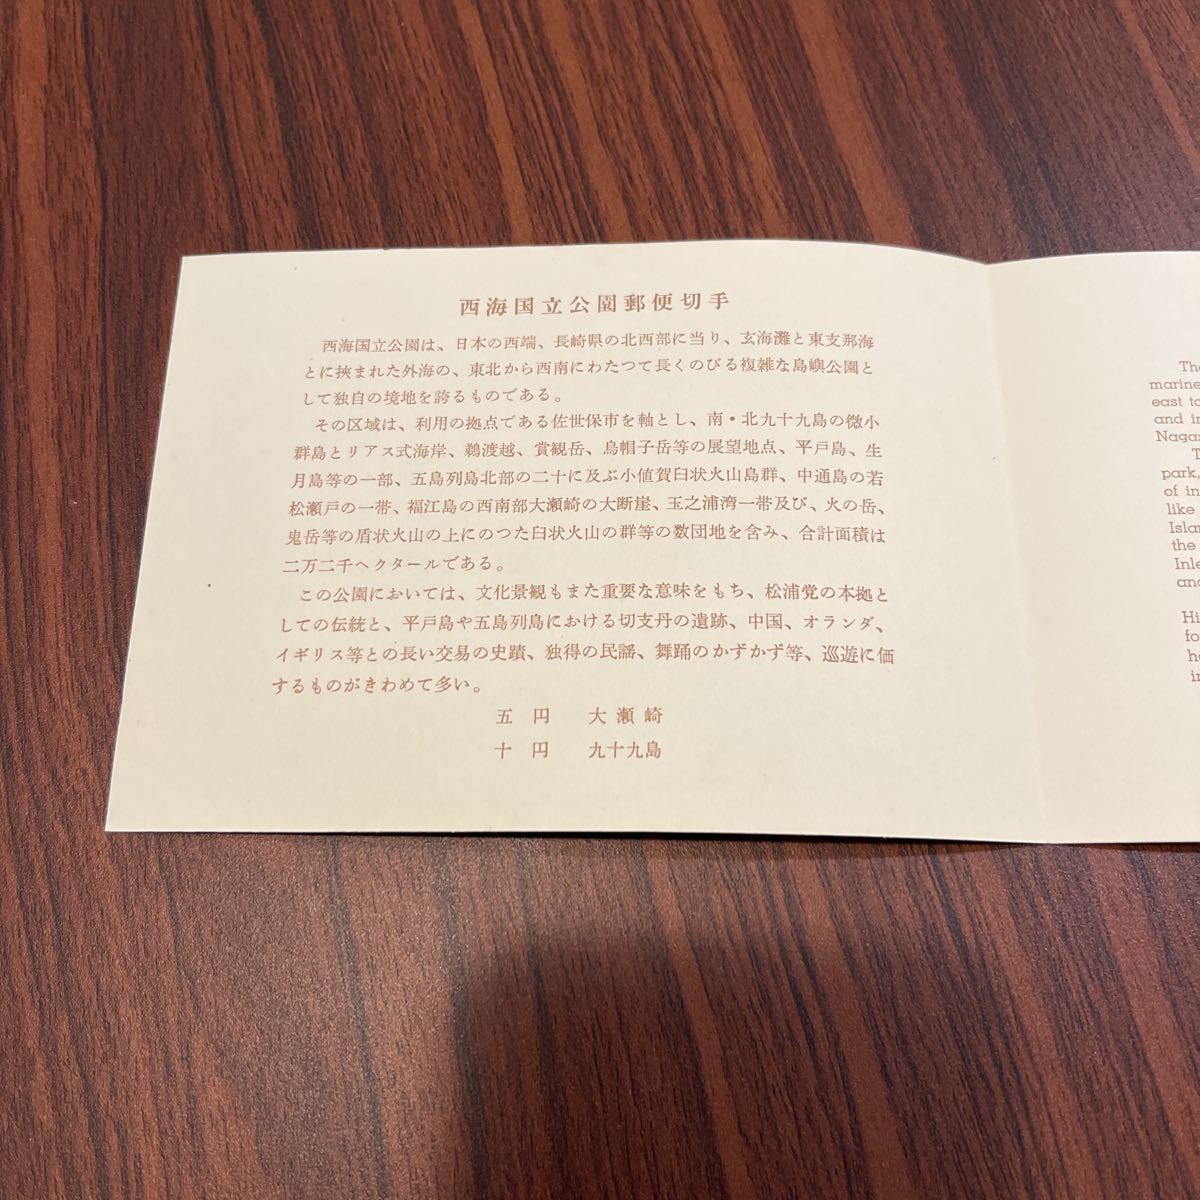 西海国立公園郵便切手
西海国立公園は、日本の西端、長崎県の北西部に当り、玄海灘と東支那海
とに挟まれた外海の、東北から西南にわたつて長くのびる複雑な島嶼公園と
して独自の境地を誇るものである。
その区域は、利用の拠点である佐世保市を軸とし、南・北九十九島の微小
群島とリアス式海岸、鵜渡越、賞観岳、烏帽子岳等の展望地点、平戸島、生
月島等の一部、五島列島北部の二十に及ぶ小値賀臼状火山島群、中通島の若
松瀬戸の一帯、福江島の西南部大瀬崎の大断崖、玉之浦湾一帯及び、火の岳、
鬼岳等の盾状火山の上にのつた臼状火山の群等の数団地を含み、合計面積は
二万二千ヘクタールである。
この公園においては、文化景観もまた重要な意味をもち、松浦党の本拠と
しての伝統と、平戸島や五島列島における切支丹の遺跡、中国、オランダ、
イギリス等との長い交易の史蹟、独得の民謡、舞踊のかずかず等、巡遊に価
するものがきわめて多い。
五円 大瀬崎
十円 九十九島
marine
east to
and in
park,
of in
like
the